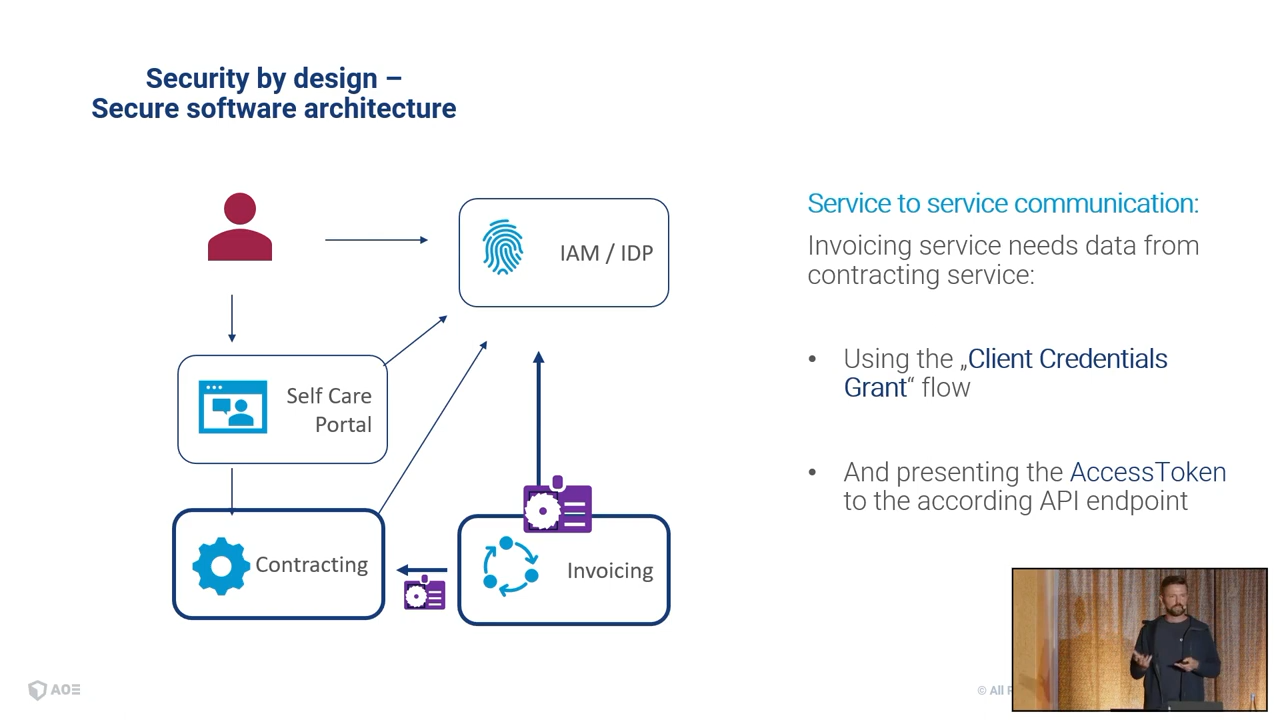 Security by design –
Secure software architecture
IAM / IDP
Self Care
Portal
Contracting
Invoicing
Service to service communication:
Invoicing service needs data from
contracting service:
• Using the „Client Credentials
Grant“ flow
• And presenting the AccessToken
to the according API endpoint
AOE
© All